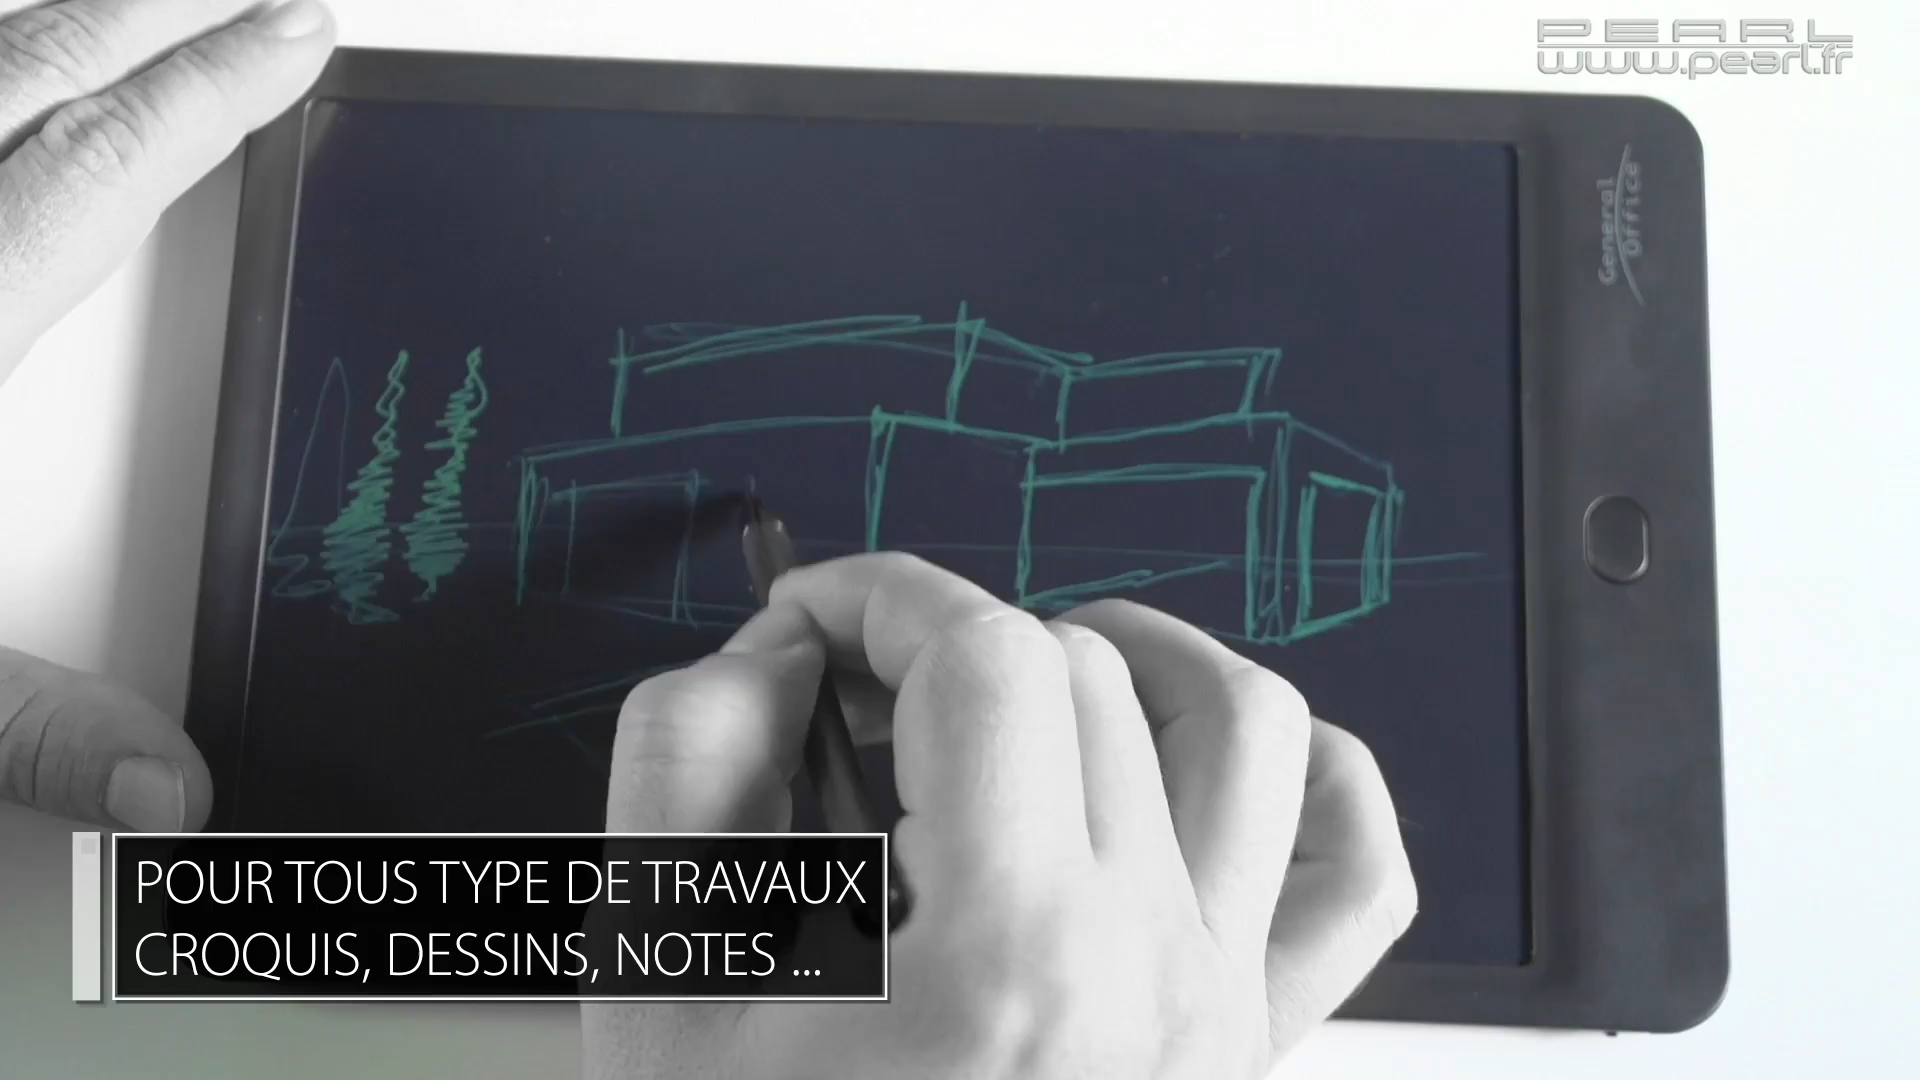 PEARL
www.pearl.fr
General
Office
POUR TOUS TYPE DE TRAVAUX
CROQUIS, DESSINS, NOTES ...